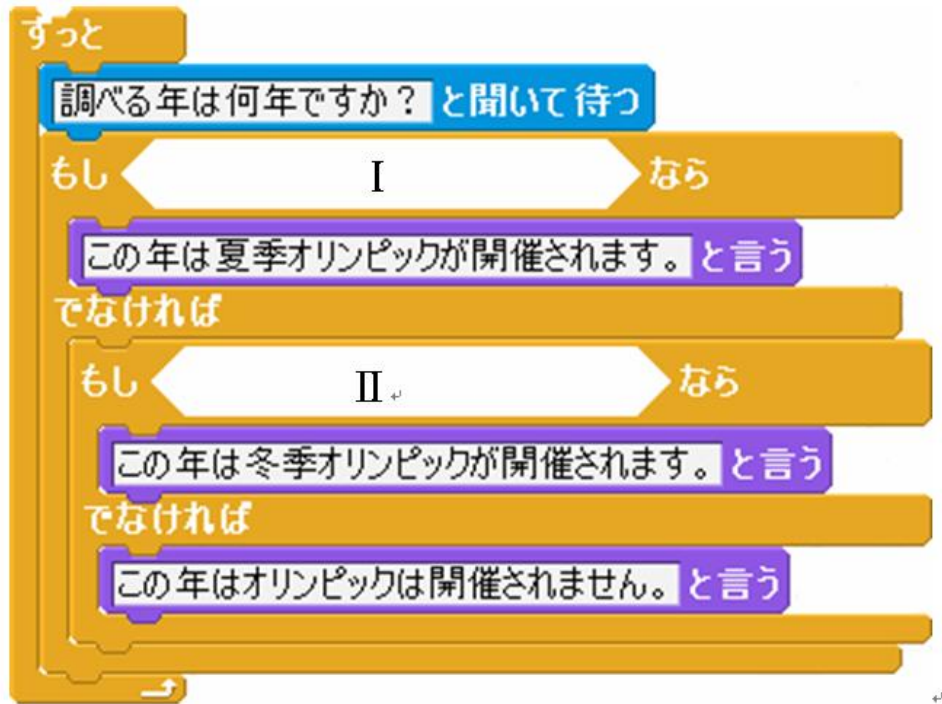 ずっと
調べる年は何年ですか？ と聞いて待つ
もし Ⅰ なら
この年は夏季オリンピックが開催されます。 と言う
でなければ
もし Ⅱ なら
この年は冬季オリンピックが開催されます。 と言う
でなければ
この年はオリンピックは開催されません。 と言う